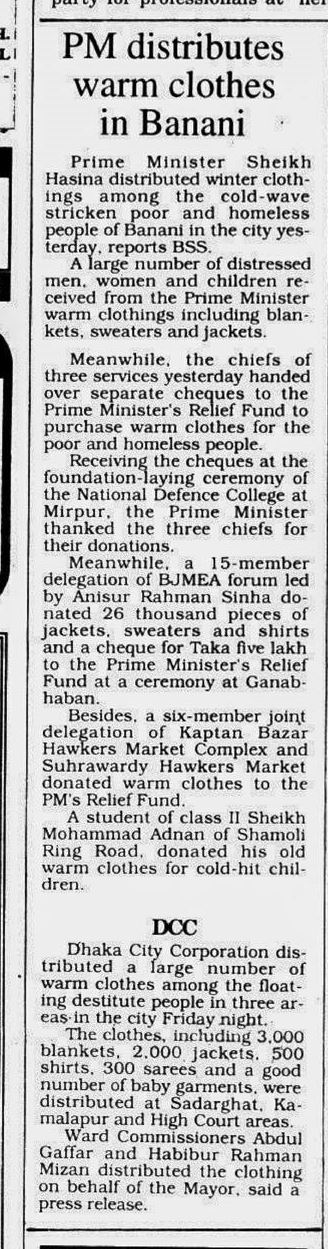 party for professionals at
PM distributes
warm clothes
in Banani
Prime Minister Sheikh
Hasina distributed winter cloth-
ings among the cold-wave
stricken poor and homeless
people of Banani in the city yes-
terday, reports BSS.
A large number of distressed
men, women and children re-
ceived from the Prime Minister
warm clothings including blan-
kets, sweaters and jackets.
Meanwhile, the chiefs of
three services yesterday handed
over separate cheques to the
Prime Minister's Relief Fund to
purchase warm clothes for the
poor and homeless people.
Receiving the cheques at the
foundation-laying ceremony of
the National Defence College at
Mirpur, the Prime Minister
thanked the three chiefs for
their donations.
Meanwhile, a 15-member
delegation of BJMEA forum led
by Anisur Rahman Sinha do-
nated 26 thousand pieces of
jackets, sweaters and shirts
and a cheque for Taka five lakh
to the Prime Minister's Relief
Fund at a ceremony at Ganab-
haban.
Besides, a six-member joint
delegation of Kaptan Bazar
Hawkers Market Complex and
Suhrawardy Hawkers Market
donated warm clothes to the
PM's Relief Fund.
A student of class II Sheikh
Mohammad Adnan of Shamoli
Ring Road, donated his old
warm clothes for cold-hit chil-
dren.
DCC
Dhaka City Corporation dis-
tributed a large number of
warm clothes among the float-
ing destitute people in three ar-
eas in the city Friday night.
The clothes, including 3,000
blankets, 2,000 jackets, 500
shirts, 300 sarees and a good
number of baby garments, were
distributed at Sadarghat, Ka-
malapur and High Court areas.
Ward Commissioners Abdul
Gaffar and Habibur Rahman
Mizan distributed the clothing
on behalf of the Mayor, said a
press release.